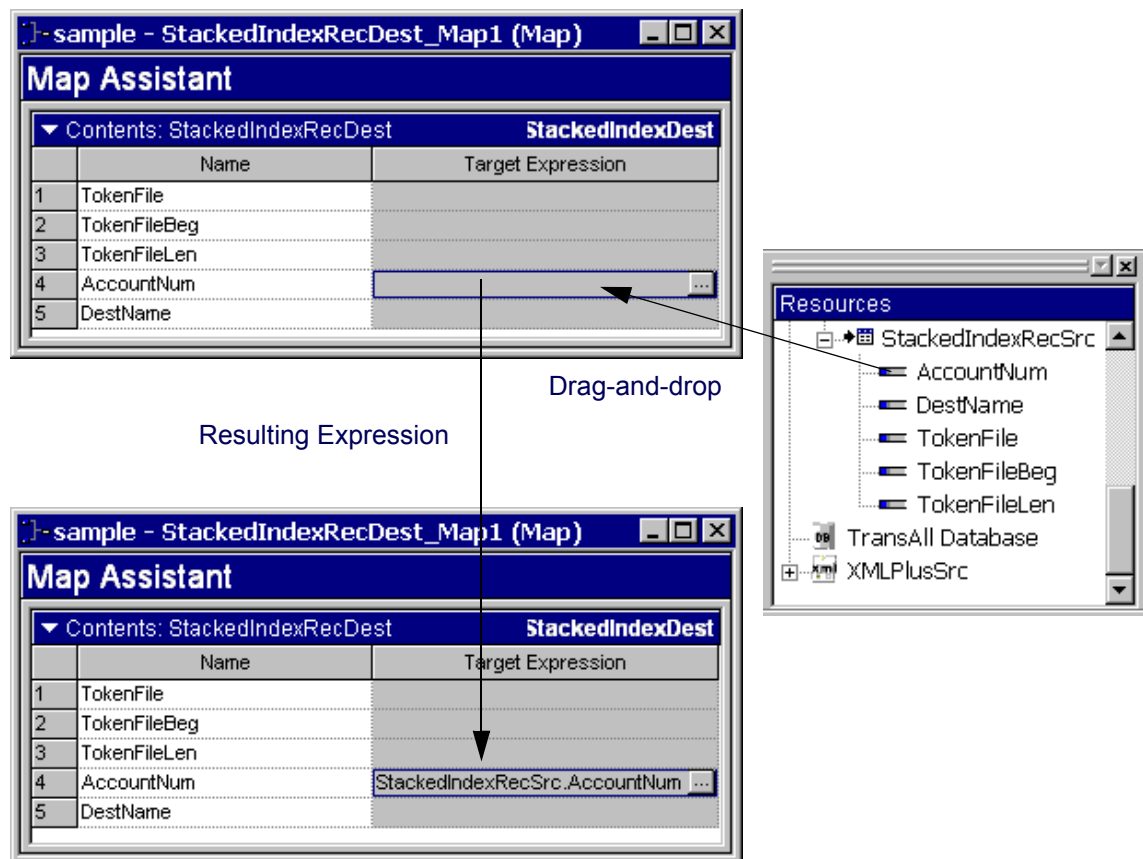 sample - StackedIndexRecDest_Map1 (Map)
Map Assistant
Contents: StackedIndexRecDest StackedIndexDest
Name Target Expression
1 TokenFile
2 TokenFileBeg
3 TokenFileLen
4 AccountNum ...
5 DestName
Resources
StackedIndexRecSrc
AccountNum
DestName
TokenFile
TokenFileBeg
TokenFileLen
DB TransAll Database
xml XMLPlusSrc
Drag-and-drop
Resulting Expression
sample - StackedIndexRecDest_Map1 (Map)
Map Assistant
Contents: StackedIndexRecDest StackedIndexDest
Name Target Expression
1 TokenFile
2 TokenFileBeg
3 TokenFileLen
4 AccountNum StackedIndexRecSrc.AccountNum ...
5 DestName